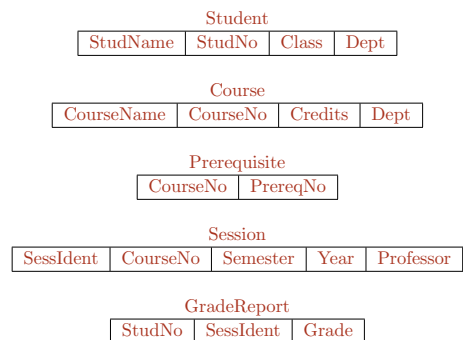 Student
StudName StudNo Class Dept
Course
CourseName CourseNo Credits Dept
Prerequisite
CourseNo PrereqNo
Session
SessIdent CourseNo Semester Year Professor
GradeReport
StudNo SessIdent Grade